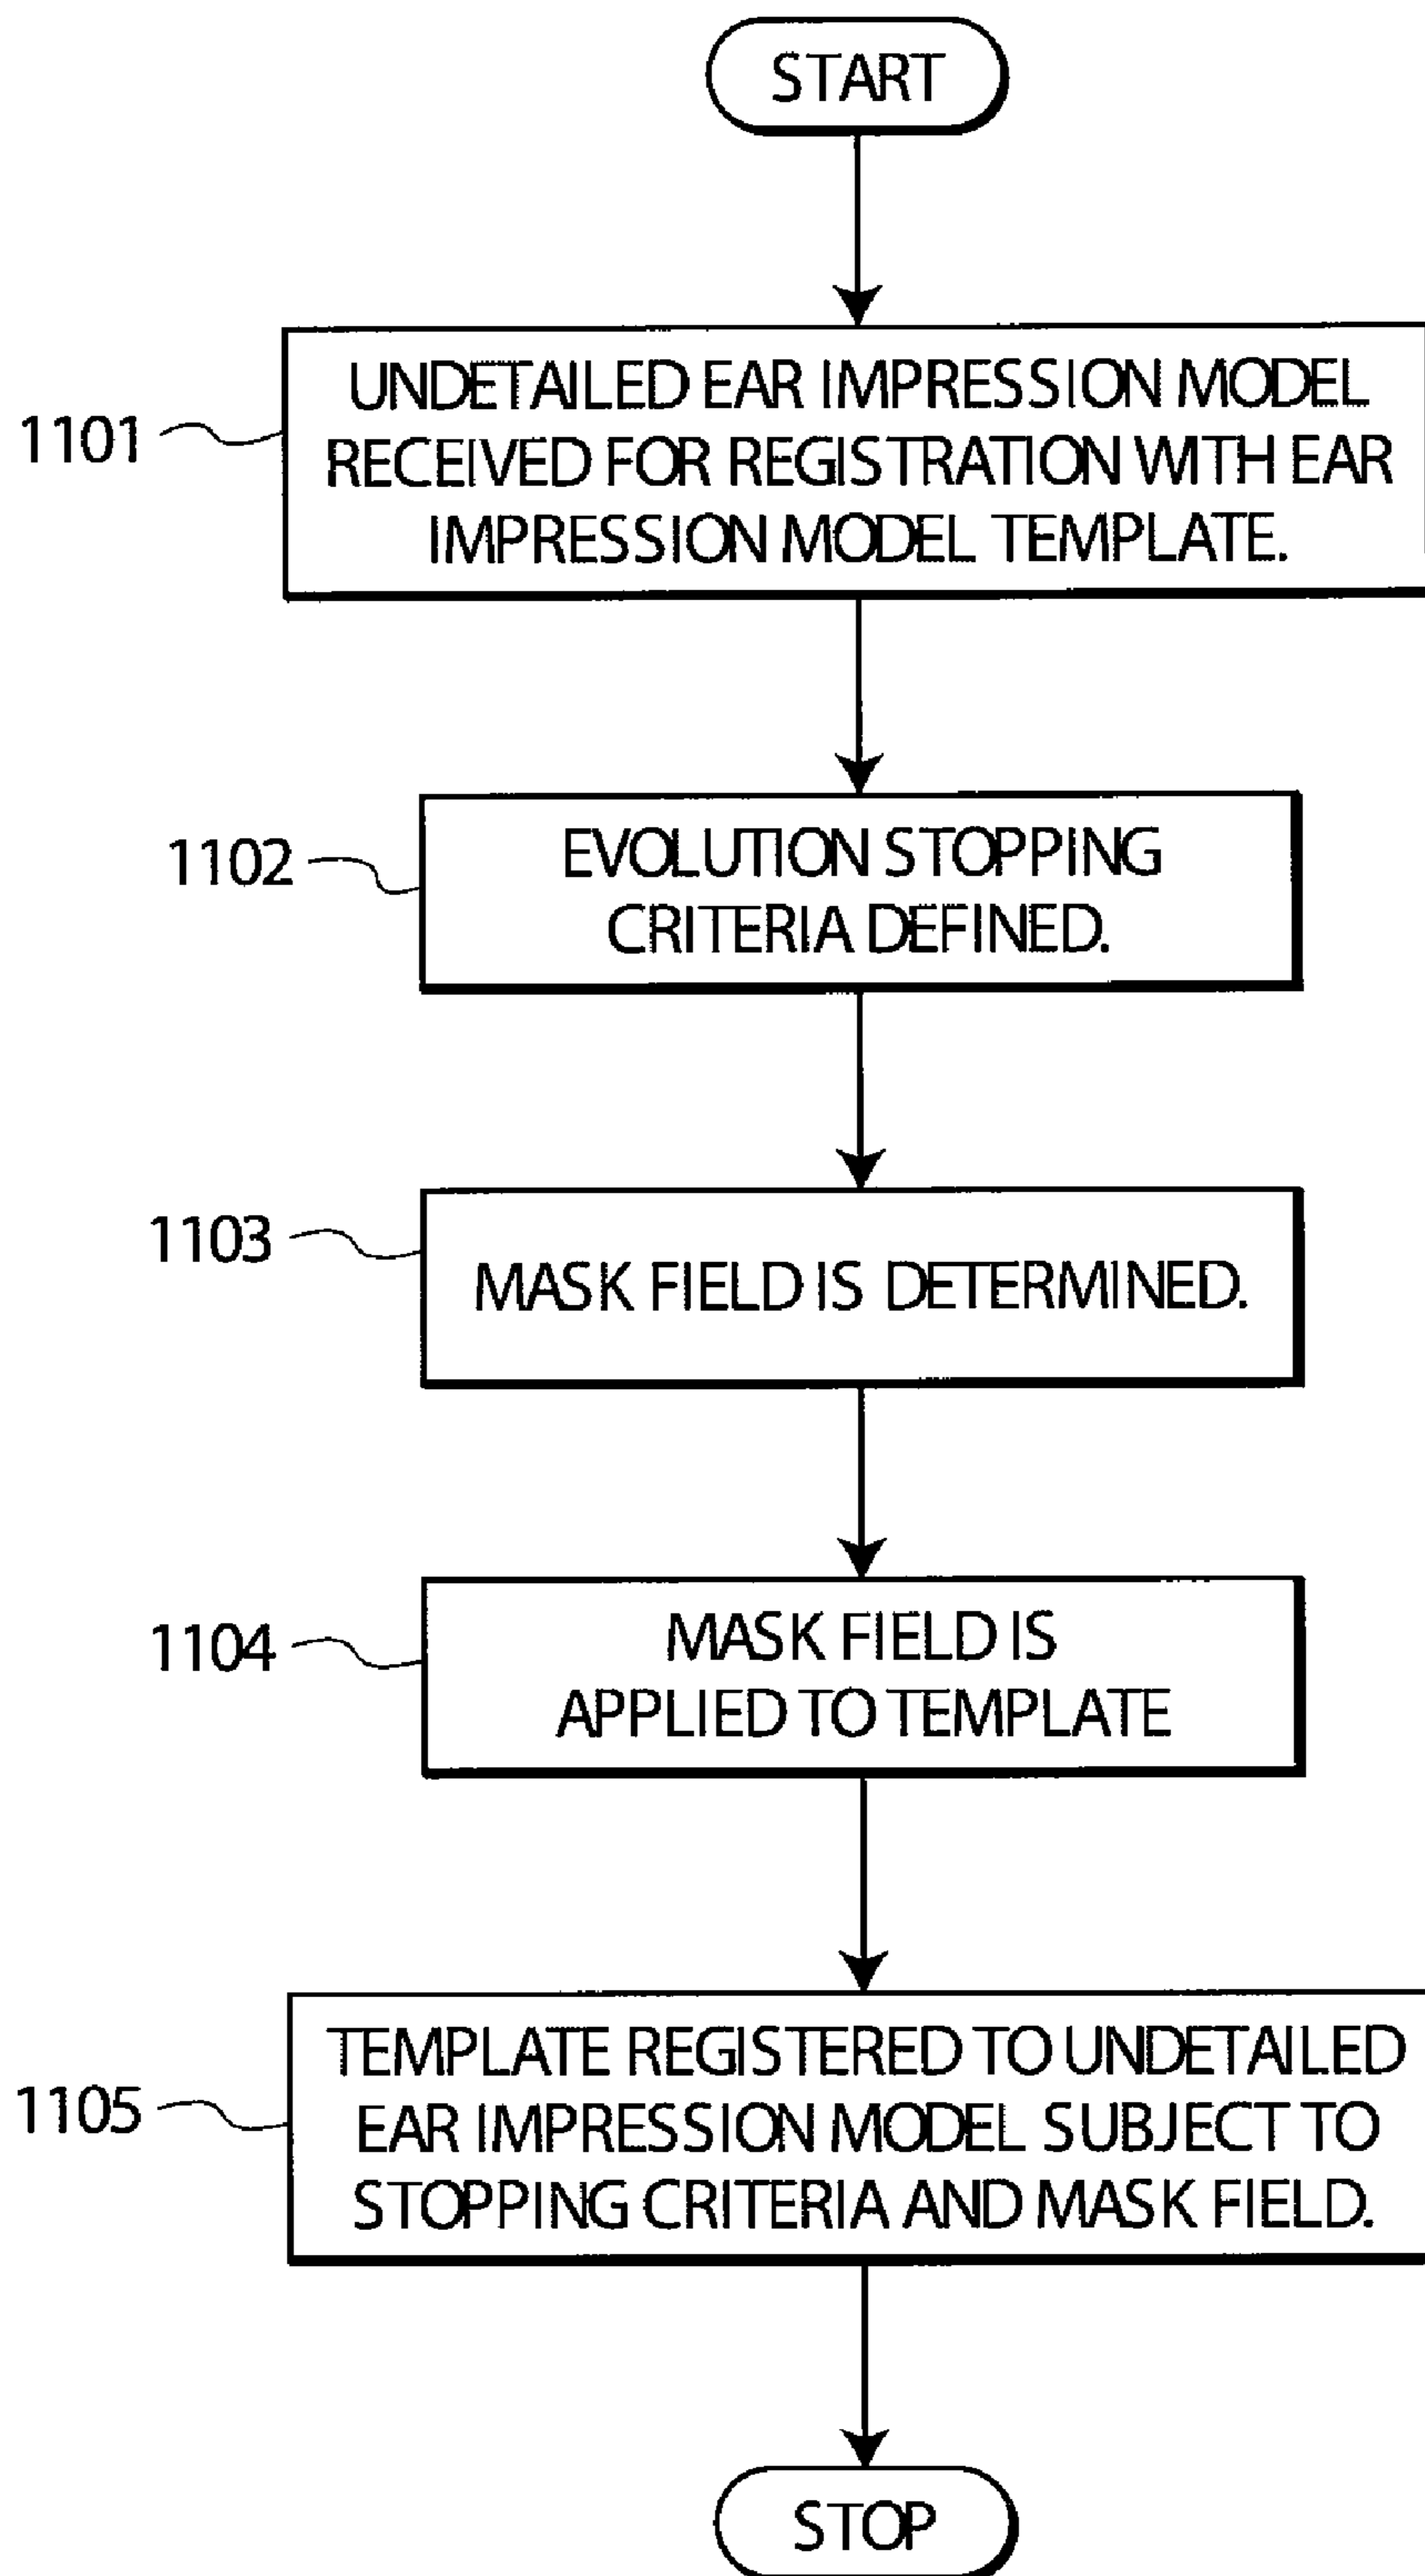 START
1101
UNDETAILED EAR IMPRESSION MODEL
RECEIVED FOR REGISTRATION WITH EAR
IMPRESSION MODEL TEMPLATE.
1102
EVOLUTION STOPPING
CRITERIA DEFINED.
1103
MASK FIELD IS DETERMINED.
1104
MASK FIELD IS
APPLIED TO TEMPLATE
1105
TEMPLATE REGISTERED TO UNDETAILED
EAR IMPRESSION MODEL SUBJECT TO
STOPPING CRITERIA AND MASK FIELD.
STOP